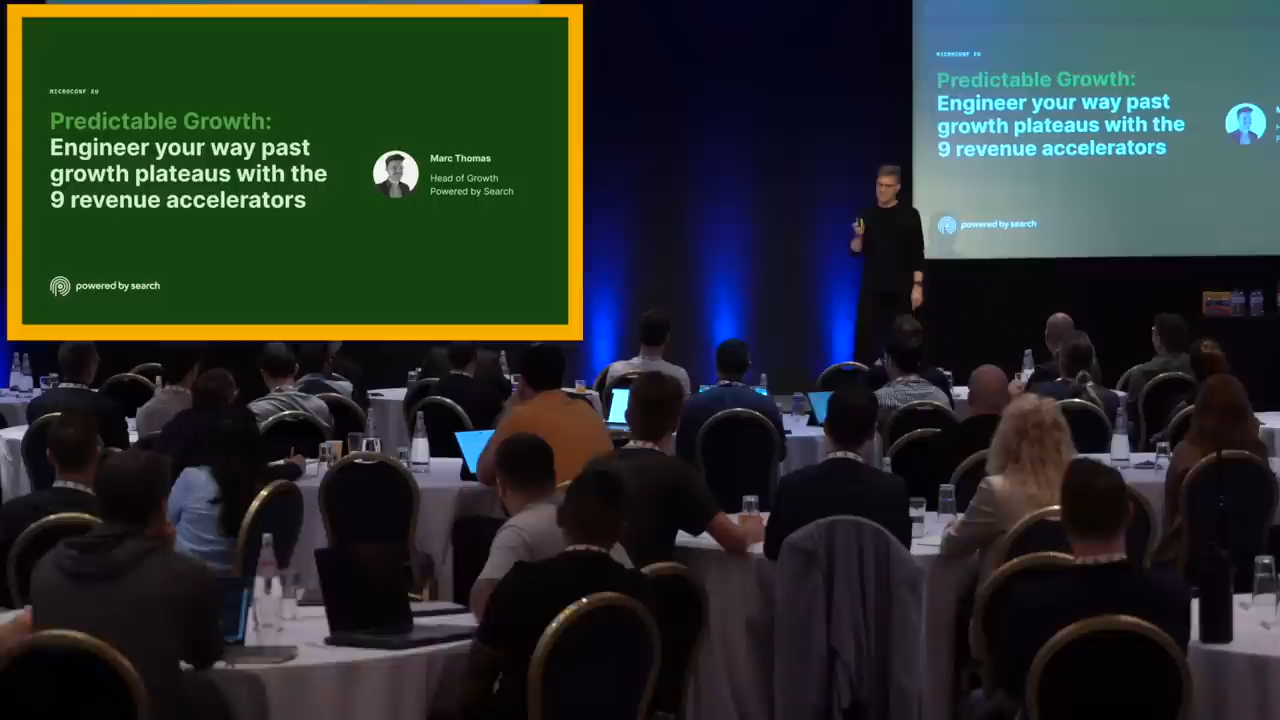 MICROCONF EU
Predictable Growth:
Engineer your way past
growth plateaus with the
9 revenue accelerators
Marc Thomas
Head of Growth
Powered by Search
powered by search
MICROCONF EU
Predictable Growth:
Engineer your way past
growth plateaus with the
9 revenue accelerators
powered by search